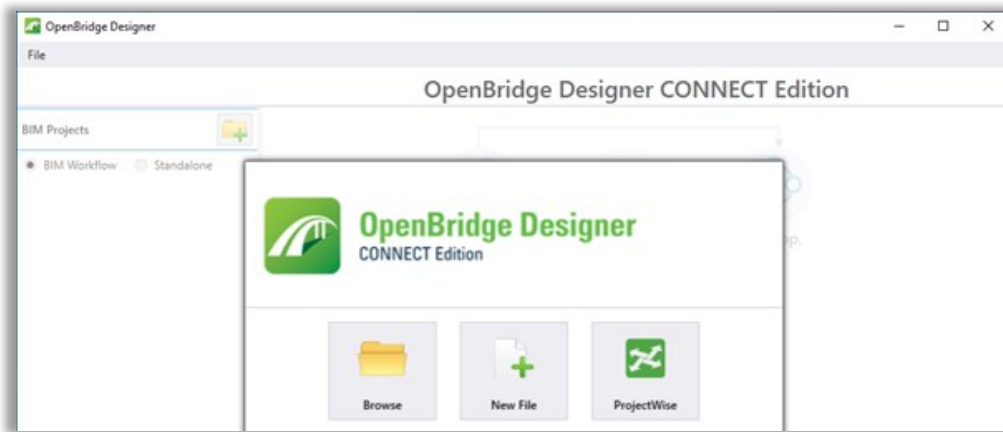 OpenBridge Designer
File
OpenBridge Designer CONNECT Edition
BIM Projects
BIM Workflow Standalone
OpenBridge Designer
CONNECT Edition
Browse New File ProjectWise